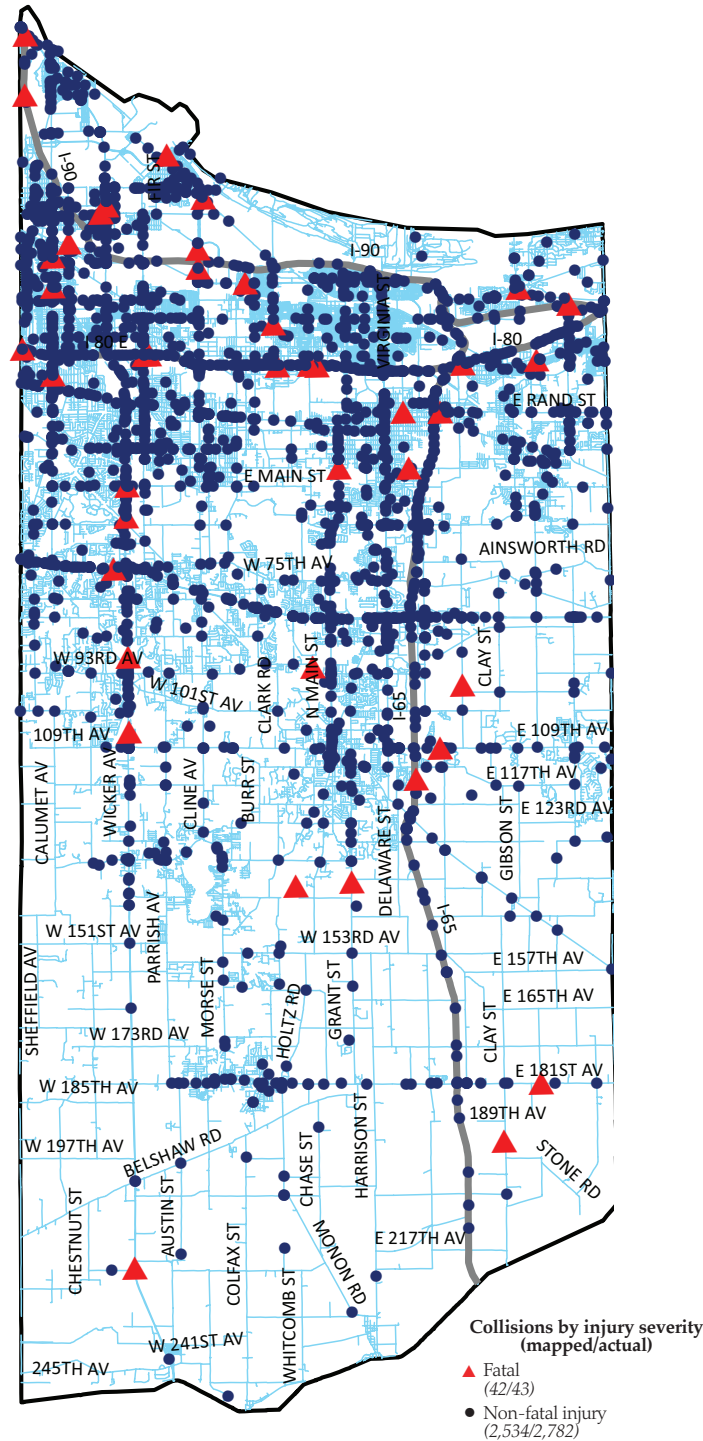 I-90
FIR ST
I-90
VIRGINIA ST
I 80 E
I-80
E RAND ST
E MAIN ST
AINSWORTH RD
W 75TH AV
CLAY ST
W 93RD AV
W 101ST AV
CLARK RD
N MAIN ST
I-65
109TH AV
E 109TH AV
E 117TH AV
CALUMET AV
WICKER AV
CLINE AV
BURR ST
GIBSON ST
E 123RD AV
DELAWARE ST
PARRISH AV
W 151ST AV
W 153RD AV
I-65
E 157TH AV
SHEFFIELD AV
MORSE ST
HOLTZ RD
GRANT ST
E 165TH AV
W 173RD AV
CLAY ST
E 181ST AV
W 185TH AV
189TH AV
W 197TH AV
BELSHAW RD
CHASE ST
HARRISON ST
STONE RD
AUSTIN ST
CHESTNUT ST
COLFAX ST
MONON RD
E 217TH AV
WHITCOMB ST
W 241ST AV
245TH AV
Collisions by injury severity
(mapped/actual)
Fatal
(42/43)
Non-fatal injury
(2,534/2,782)